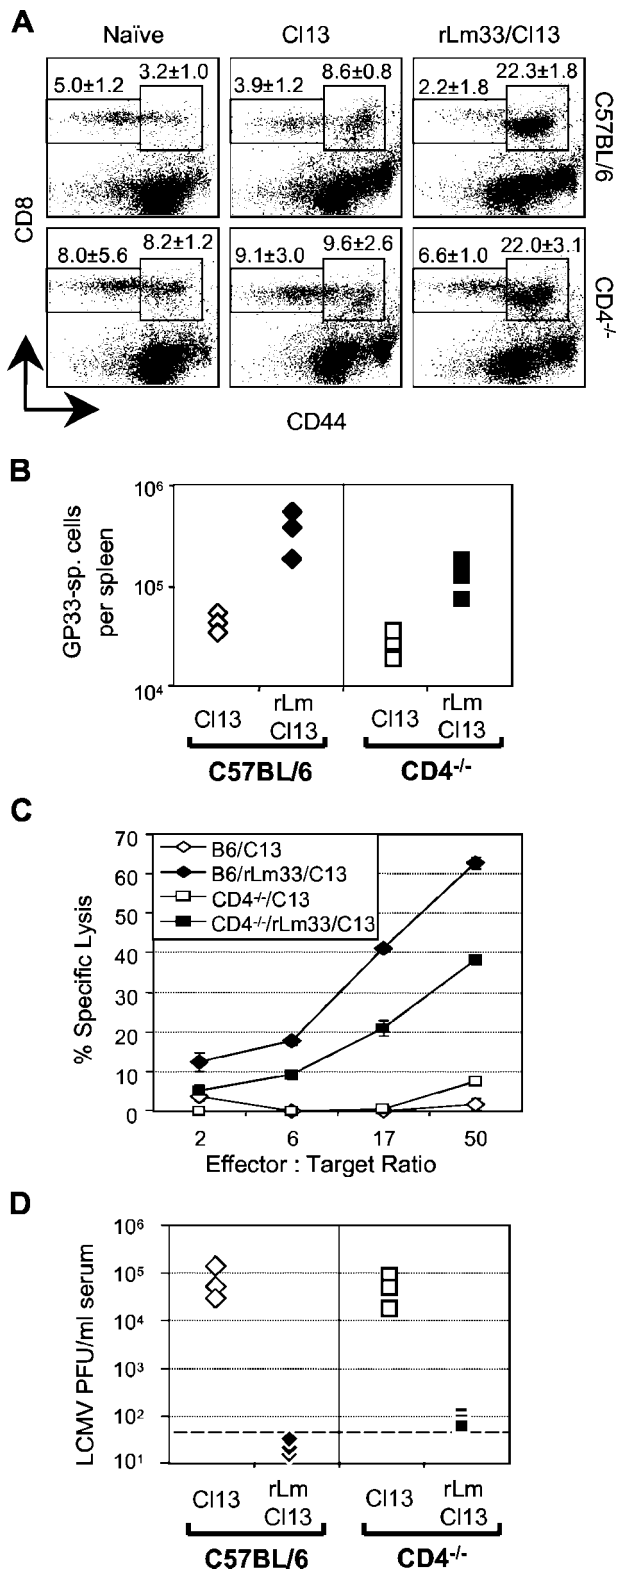 A
Naïve Cl13 rLm33/Cl13
5.0±1.2 3.2±1.0 3.9±1.2 8.6±0.8 2.2±1.8 22.3±1.8
C57BL/6
8.0±5.6 8.2±1.2 9.1±3.0 9.6±2.6 6.6±1.0 22.0±3.1
CD4-/-
CD8
CD44
B
GP33-sp. cells
per spleen
10⁶
10⁵
10⁴
Cl13 rLm Cl13 rLm
Cl13 Cl13
C57BL/6 CD4-/-
C
% Specific Lysis
70
60
50
40
30
20
10
0
B6/C13
B6/rLm33/C13
CD4-/-/C13
CD4-/-/rLm33/C13
2 6 17 50
Effector : Target Ratio
D
LCMV PFU/ml serum
10⁶
10⁵
10⁴
10³
10²
10¹
Cl13 rLm Cl13 rLm
Cl13 Cl13
C57BL/6 CD4-/-